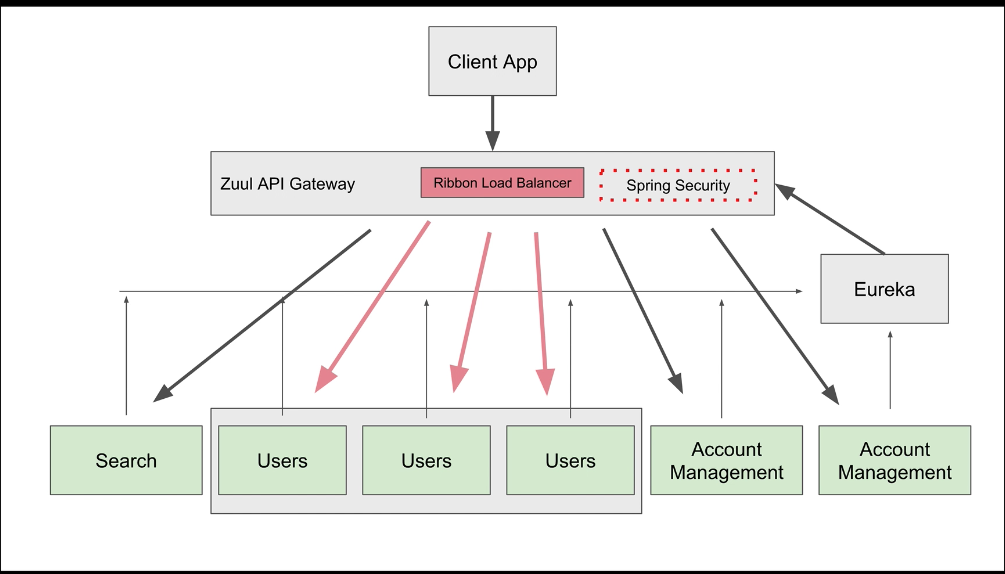 Client App
Zuul API Gateway
Ribbon Load Balancer
Spring Security
Eureka
Search
Users
Users
Users
Account
Management
Account
Management